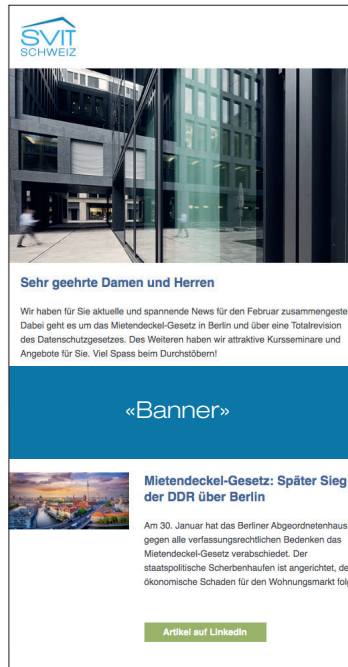 SVIT
SCHWEIZ
Sehr geehrte Damen und Herren
Wir haben für Sie aktuelle und spannende News für den Februar zusammengeste
Dabei geht es um das Mietendeckel-Gesetz in Berlin und über eine Totalrevision
des Datenschutzgesetzes. Des Weiteren haben wir attraktive Kursseminare und
Angebote für Sie. Viel Spass beim Durchstöbern!
«Banner»
Mietendeckel-Gesetz: Später Sieg
der DDR über Berlin
Am 30. Januar hat das Berliner Abgeordnetenhaus
gegen alle verfassungsrechtlichen Bedenken das
Mietendeckel-Gesetz verabschiedet. Der
staatspolitische Scherbenhaufen ist angerichtet, de
ökonomische Schaden für den Wohnungsmarkt folg
Artikel auf LinkedIn